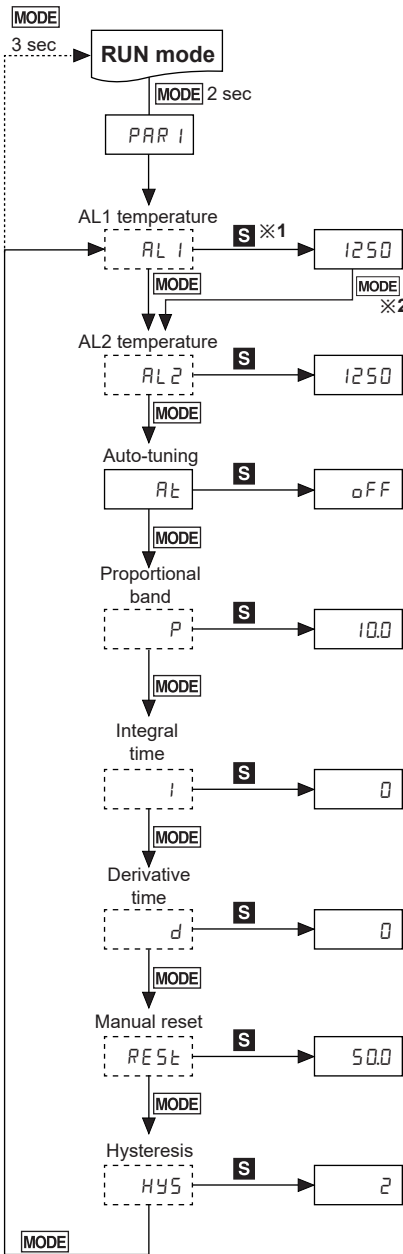 MODE
3 sec
RUN mode
MODE 2 sec
PAR1
AL1 temperature
AL1
S ※1
1250
MODE
MODE
※2
AL2 temperature
AL2
S
1250
MODE
Auto-tuning
At
S
oFF
MODE
Proportional
band
P
S
10.0
MODE
Integral
time
I
S
0
MODE
Derivative
time
d
S
0
MODE
Manual reset
RESt
S
50.0
MODE
Hysteresis
HYS
S
2
MODE